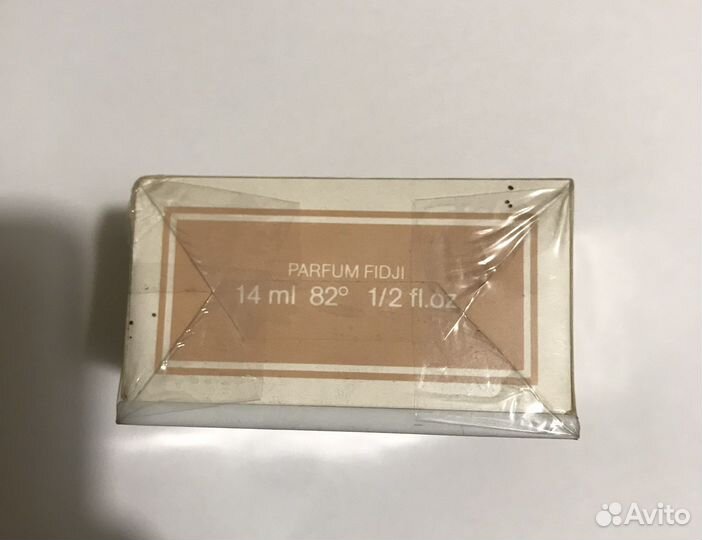 PARFUM FIDJI
14 ml 82° 1/2 fl.oz
Avito